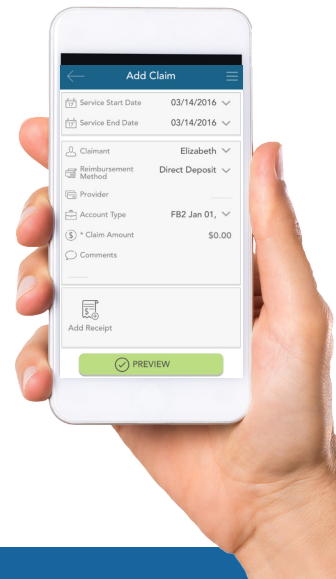 Add Claim
Service Start Date 03/14/2016
Service End Date 03/14/2016
Claimant Elizabeth
Reimbursement
Method Direct Deposit
Provider
Account Type FB2 Jan 01,
* Claim Amount $0.00
Comments
Add Receipt
PREVIEW